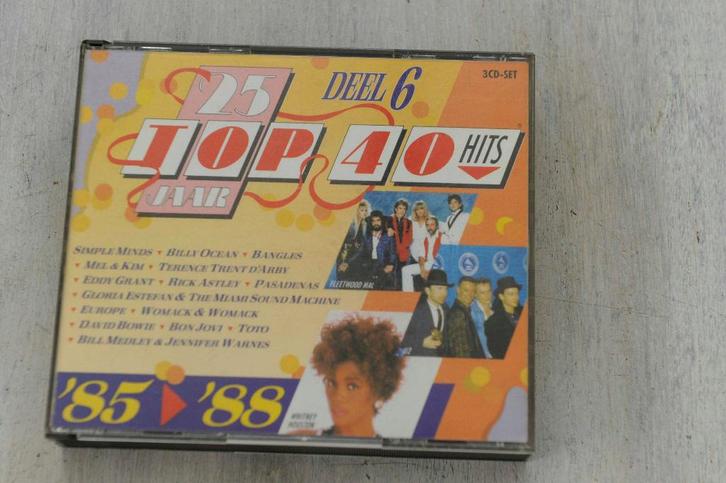 25
DEEL 6
3CD-SET
TOP 40 HITS
JAAR
SIMPLE MINDS ▾ BILLY OCEAN ▾ BANGLES
▾ MEL & KIM ▾ TERENCE TRENT D'ARBY
EDDY GRANT ▾ RICK ASTLEY ▾ PASADENAS
GLORIA ESTEFAN & THE MIAMI SOUND MACHINE
▾ EUROPE ▾ WOMACK & WOMACK
DAVID BOWIE ▾ BON JOVI ▾ TOTO
▾ BILL MEDLEY & JENNIFER WARNES
FLEETWOOD MAC
U2
WHITNEY
HOUSTON
'85 ▶ '88